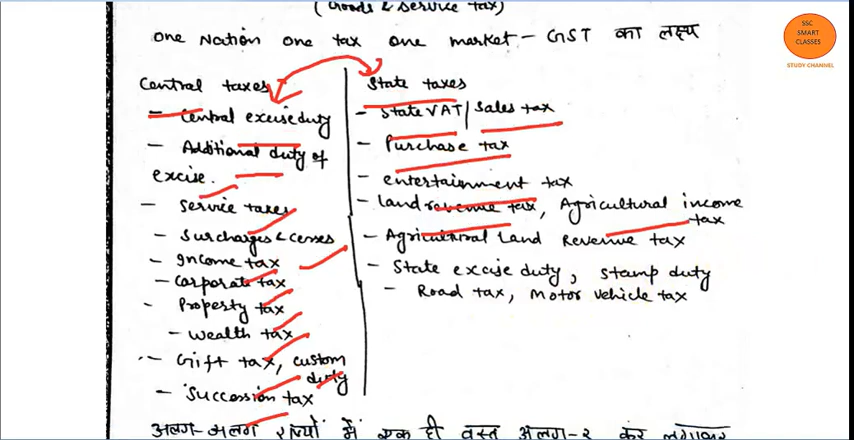 (Goods & Service tax)
One Nation One tax One market - GST का लक्ष्य
SSC
SMART
CLASSES
STUDY CHANNEL
Central taxes
- Central excise duty
- Additional duty of
excise.
- Service taxes
- Surcharges & cesses
- Income tax
- Corporate tax
- Property tax
- Wealth tax
- Gift tax, custom
duty
- Succession tax
State taxes
- State VAT/Sales tax
- Purchase tax
- entertainment tax
- Land revenue tax, Agricultural income
tax
- Agricultural Land Revenue tax
- State excise duty, Stamp duty
- Road tax, Motor vehicle tax
अलग-अलग राज्यों में एक ही वस्तु अलग-२ कर लगाकर